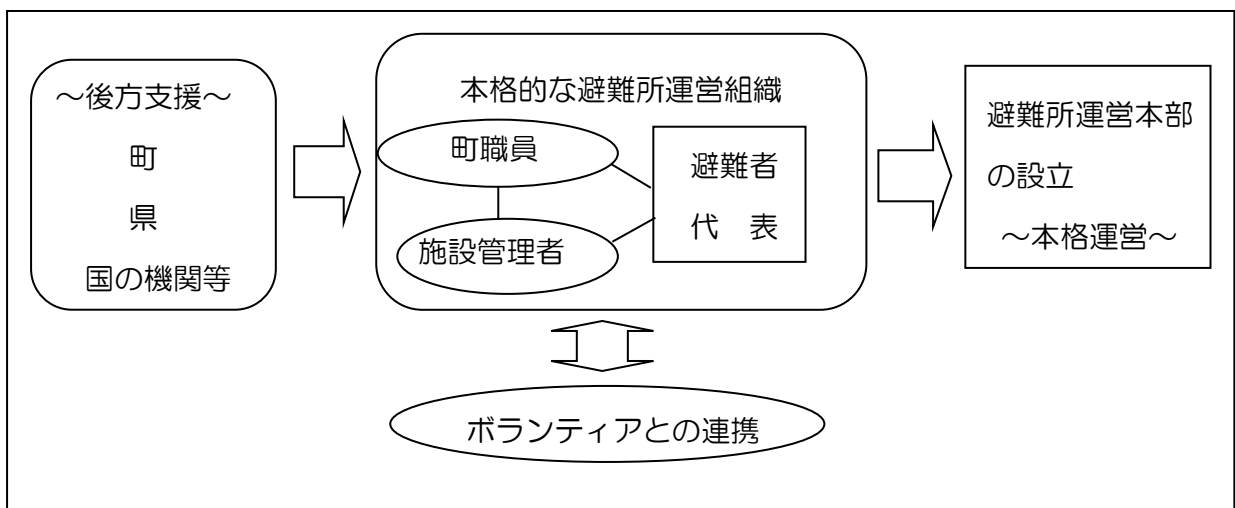 ～後方支援～
町
県
国の機関等
本格的な避難所運営組織
町職員
施設管理者
避難者
代　表
避難所運営本部
の設立
～本格運営～
ボランティアとの連携